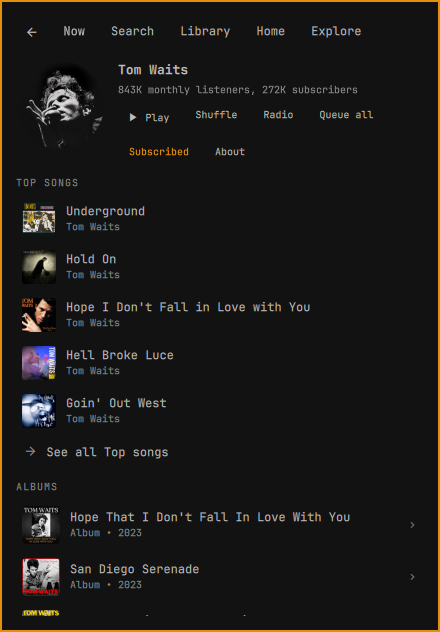 ← Now Search Library Home Explore
Tom Waits
843K monthly listeners, 272K subscribers
▶ Play Shuffle Radio Queue all
Subscribed About
TOP SONGS
Underground
Tom Waits
Hold On
Tom Waits
Hope I Don't Fall in Love with You
Tom Waits
Hell Broke Luce
Tom Waits
Goin' Out West
Tom Waits
→ See all Top songs
ALBUMS
TOM WAITS
Hope That I Don't Fall In Love With You ›
Album • 2023
San Diego Serenade ›
Album • 2023
TOM WAITS